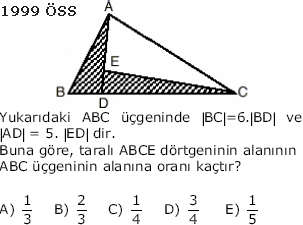 1999 ÖSS
A
E
B
D
C
Yukarıdaki ABC üçgeninde |BC|=6.|BD| ve
|AD| = 5. |ED| dir.
Buna göre, taralı ABCE dörtgeninin alanının
ABC üçgeninin alanına oranı kaçtır?
A) 1/3 B) 2/3 C) 1/4 D) 3/4 E) 1/5